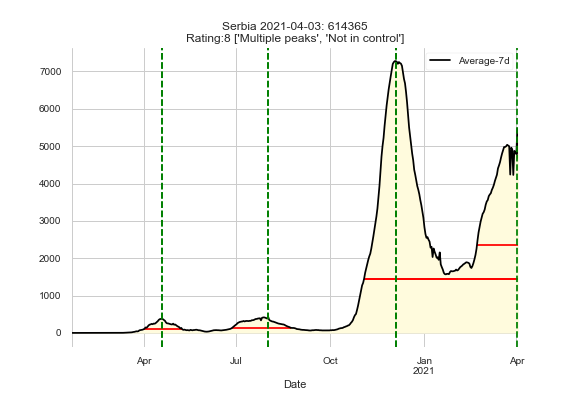 Serbia 2021-04-03: 614365
Rating:8 ['Multiple peaks', 'Not in control']
Average-7d
7000
6000
5000
4000
3000
2000
1000
0
Apr
Jul
Oct
Jan
2021
Apr
Date